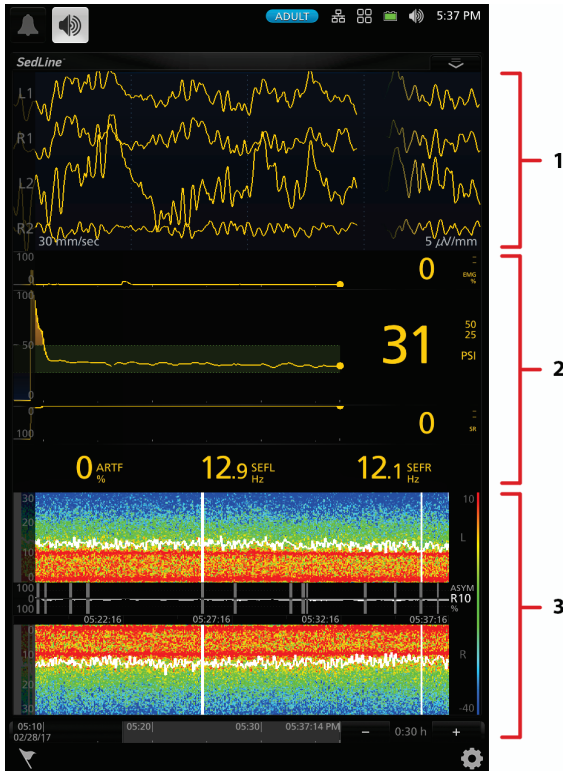 ADULT 5:37 PM
SedLine
L1
R1
L2
R2
30 mm/sec 5 μV/mm
1
100
0
0 EMG %
100
50
0
31 50 25 PSI
2
0
100
0 SR
0 ARTF % 12.9 SEFL Hz 12.1 SEFR Hz
30
20
10
0
10
L
100
0
100
ASYM
R10
%
05:22:16 05:27:16 05:32:16 05:37:16
3
0
10
20
30
R
-40
05:10 05:20 05:30 05:37:14 PM − 0:30 h +
02/28/17